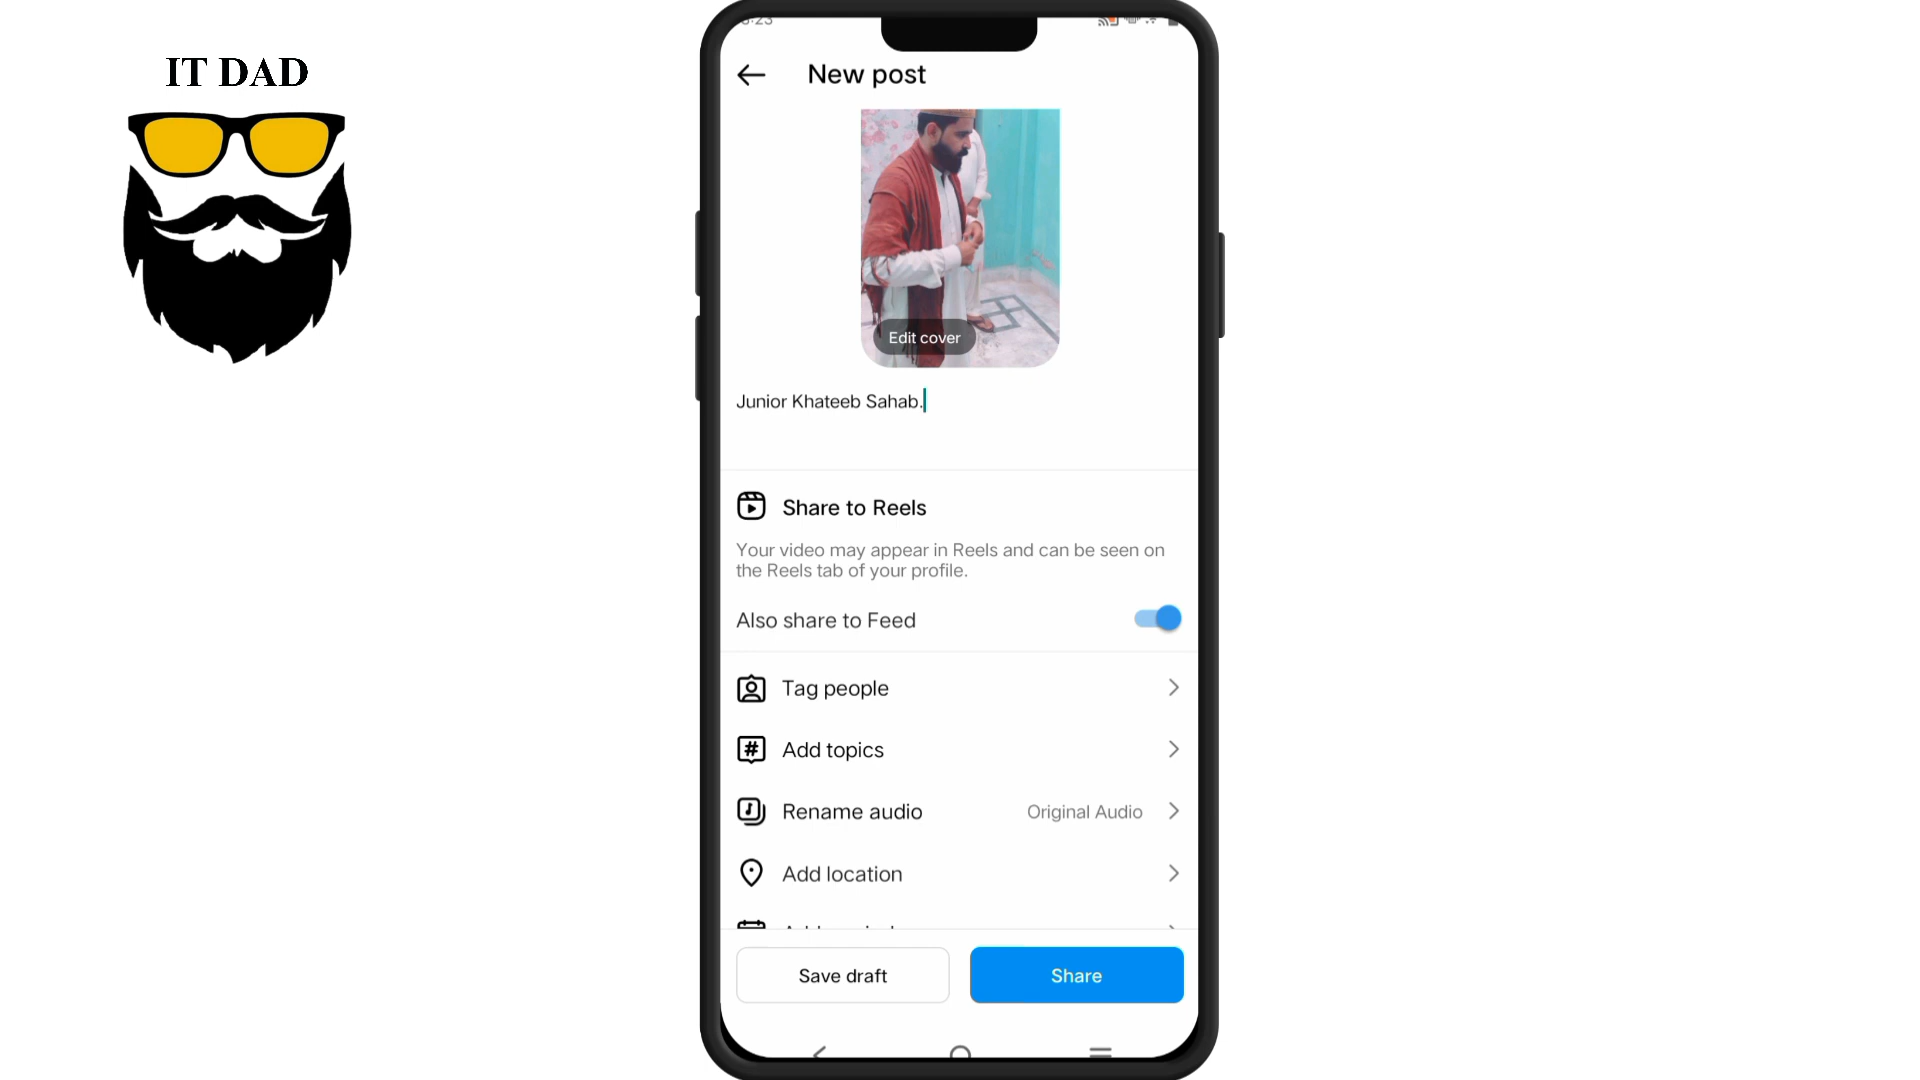 IT DAD
New post
Edit cover
Junior Khateeb Sahab.
Share to Reels
Your video may appear in Reels and can be seen on
the Reels tab of your profile.
Also share to Feed
Tag people
Add topics
Rename audio Original Audio
Add location
Save draft Share